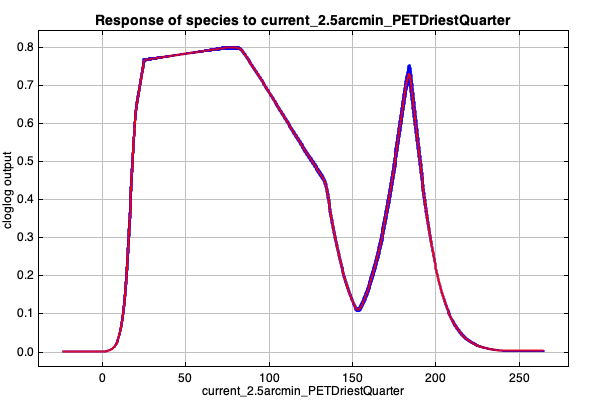 Response of species to current_2.5arcmin_PETDriestQuarter
0.8
0.7
0.6
0.5
0.4
0.3
0.2
0.1
0.0
cloglog output
0 50 100 150 200 250
current_2.5arcmin_PETDriestQuarter